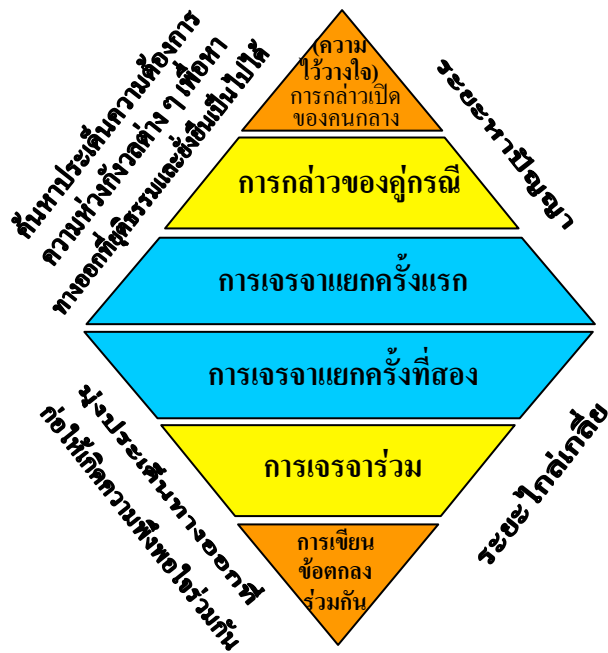 (ความ
ไว้วางใจ)
การกล่าวเปิด
ของคนกลาง
ค้นหาประเด็นความต้องการ
ความห่วงกังวลต่าง ๆ เพื่อหา
ทางออกที่ยุติธรรมและยั่งยืนเป็นไปได้
ระยะหาปัญญา
การกล่าวของคู่กรณี
การเจรจาแยกครั้งแรก
การเจรจาแยกครั้งที่สอง
มุ่งประเด็นทางออกที่
ก่อให้เกิดความพึงพอใจร่วมกัน
ระยะไกล่เกลี่ย
การเจรจาร่วม
การเขียน
ข้อตกลง
ร่วมกัน